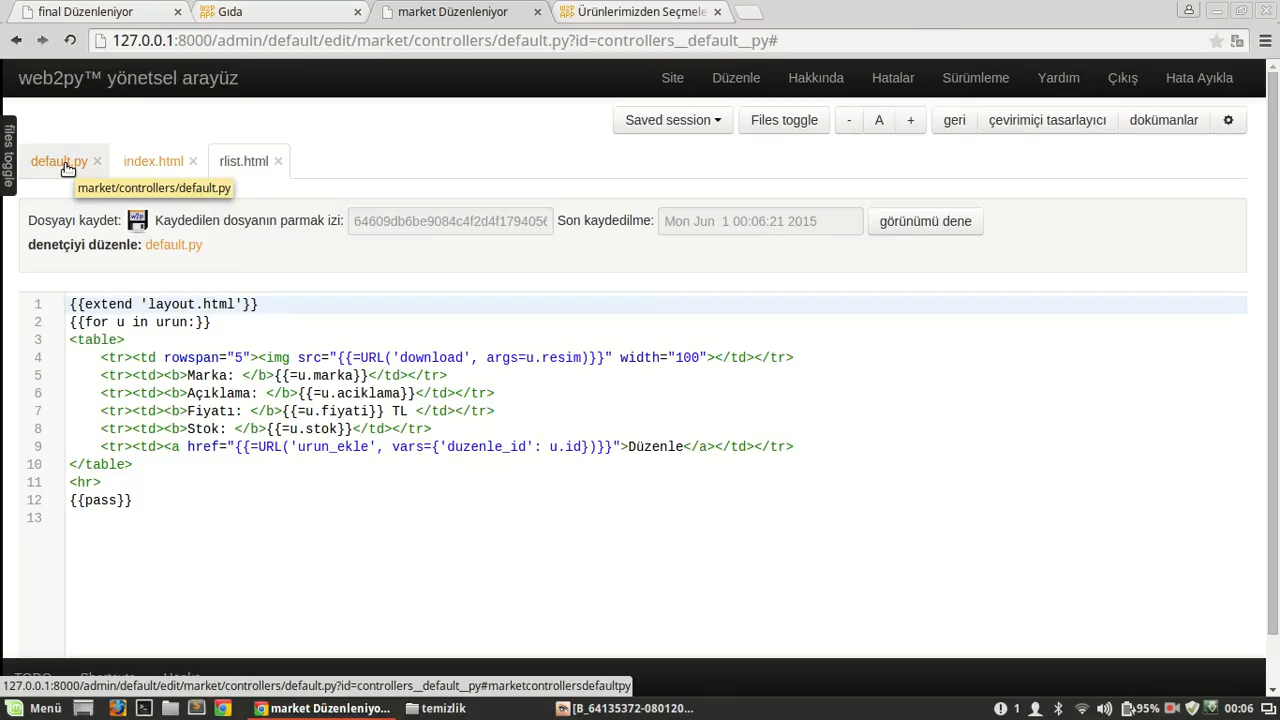 final Düzenleniyor
Gıda
market Düzenleniyor
Ürünlerimizden Seçmele
127.0.0.1:8000/admin/default/edit/market/controllers/default.py?id=controllers__default__py#
web2py™ yönetsel arayüz
Site Düzenle Hakkında Hatalar Sürümleme Yardım Çıkış Hata Ayıkla
Saved session
Files toggle
- A +
geri çevirimiçi tasarlayıcı dokümanlar
files toggle
default.py index.html rlist.html
market/controllers/default.py
Dosyayı kaydet: Kaydedilen dosyanın parmak izi: 64609db6be9084c4f2d4f1794056 Son kaydedilme: Mon Jun 1 00:06:21 2015 görünümü dene
denetçiyi düzenle: default.py
1 {{extend 'layout.html'}}
2 {{for u in urun:}}
3 <table>
4 <tr><td rowspan="5"><img src="{{=URL('download', args=u.resim)}}" width="100"></td></tr>
5 <tr><td><b>Marka: </b>{{=u.marka}}</td></tr>
6 <tr><td><b>Açıklama: </b>{{=u.aciklama}}</td></tr>
7 <tr><td><b>Fiyatı: </b>{{=u.fiyati}} TL </td></tr>
8 <tr><td><b>Stok: </b>{{=u.stok}}</td></tr>
9 <tr><td><a href="{{=URL('urun_ekle', vars={'duzenle_id': u.id})}}">Düzenle</a></td></tr>
10 </table>
11 <hr>
12 {{pass}}
13
127.0.0.1:8000/admin/default/edit/market/controllers/default.py?id=controllers__default__py#marketcontrollersdefaultpy
Menü
market Düzenleniyo...
temizlik
[B_64135372-080120...
1
95%
00:06